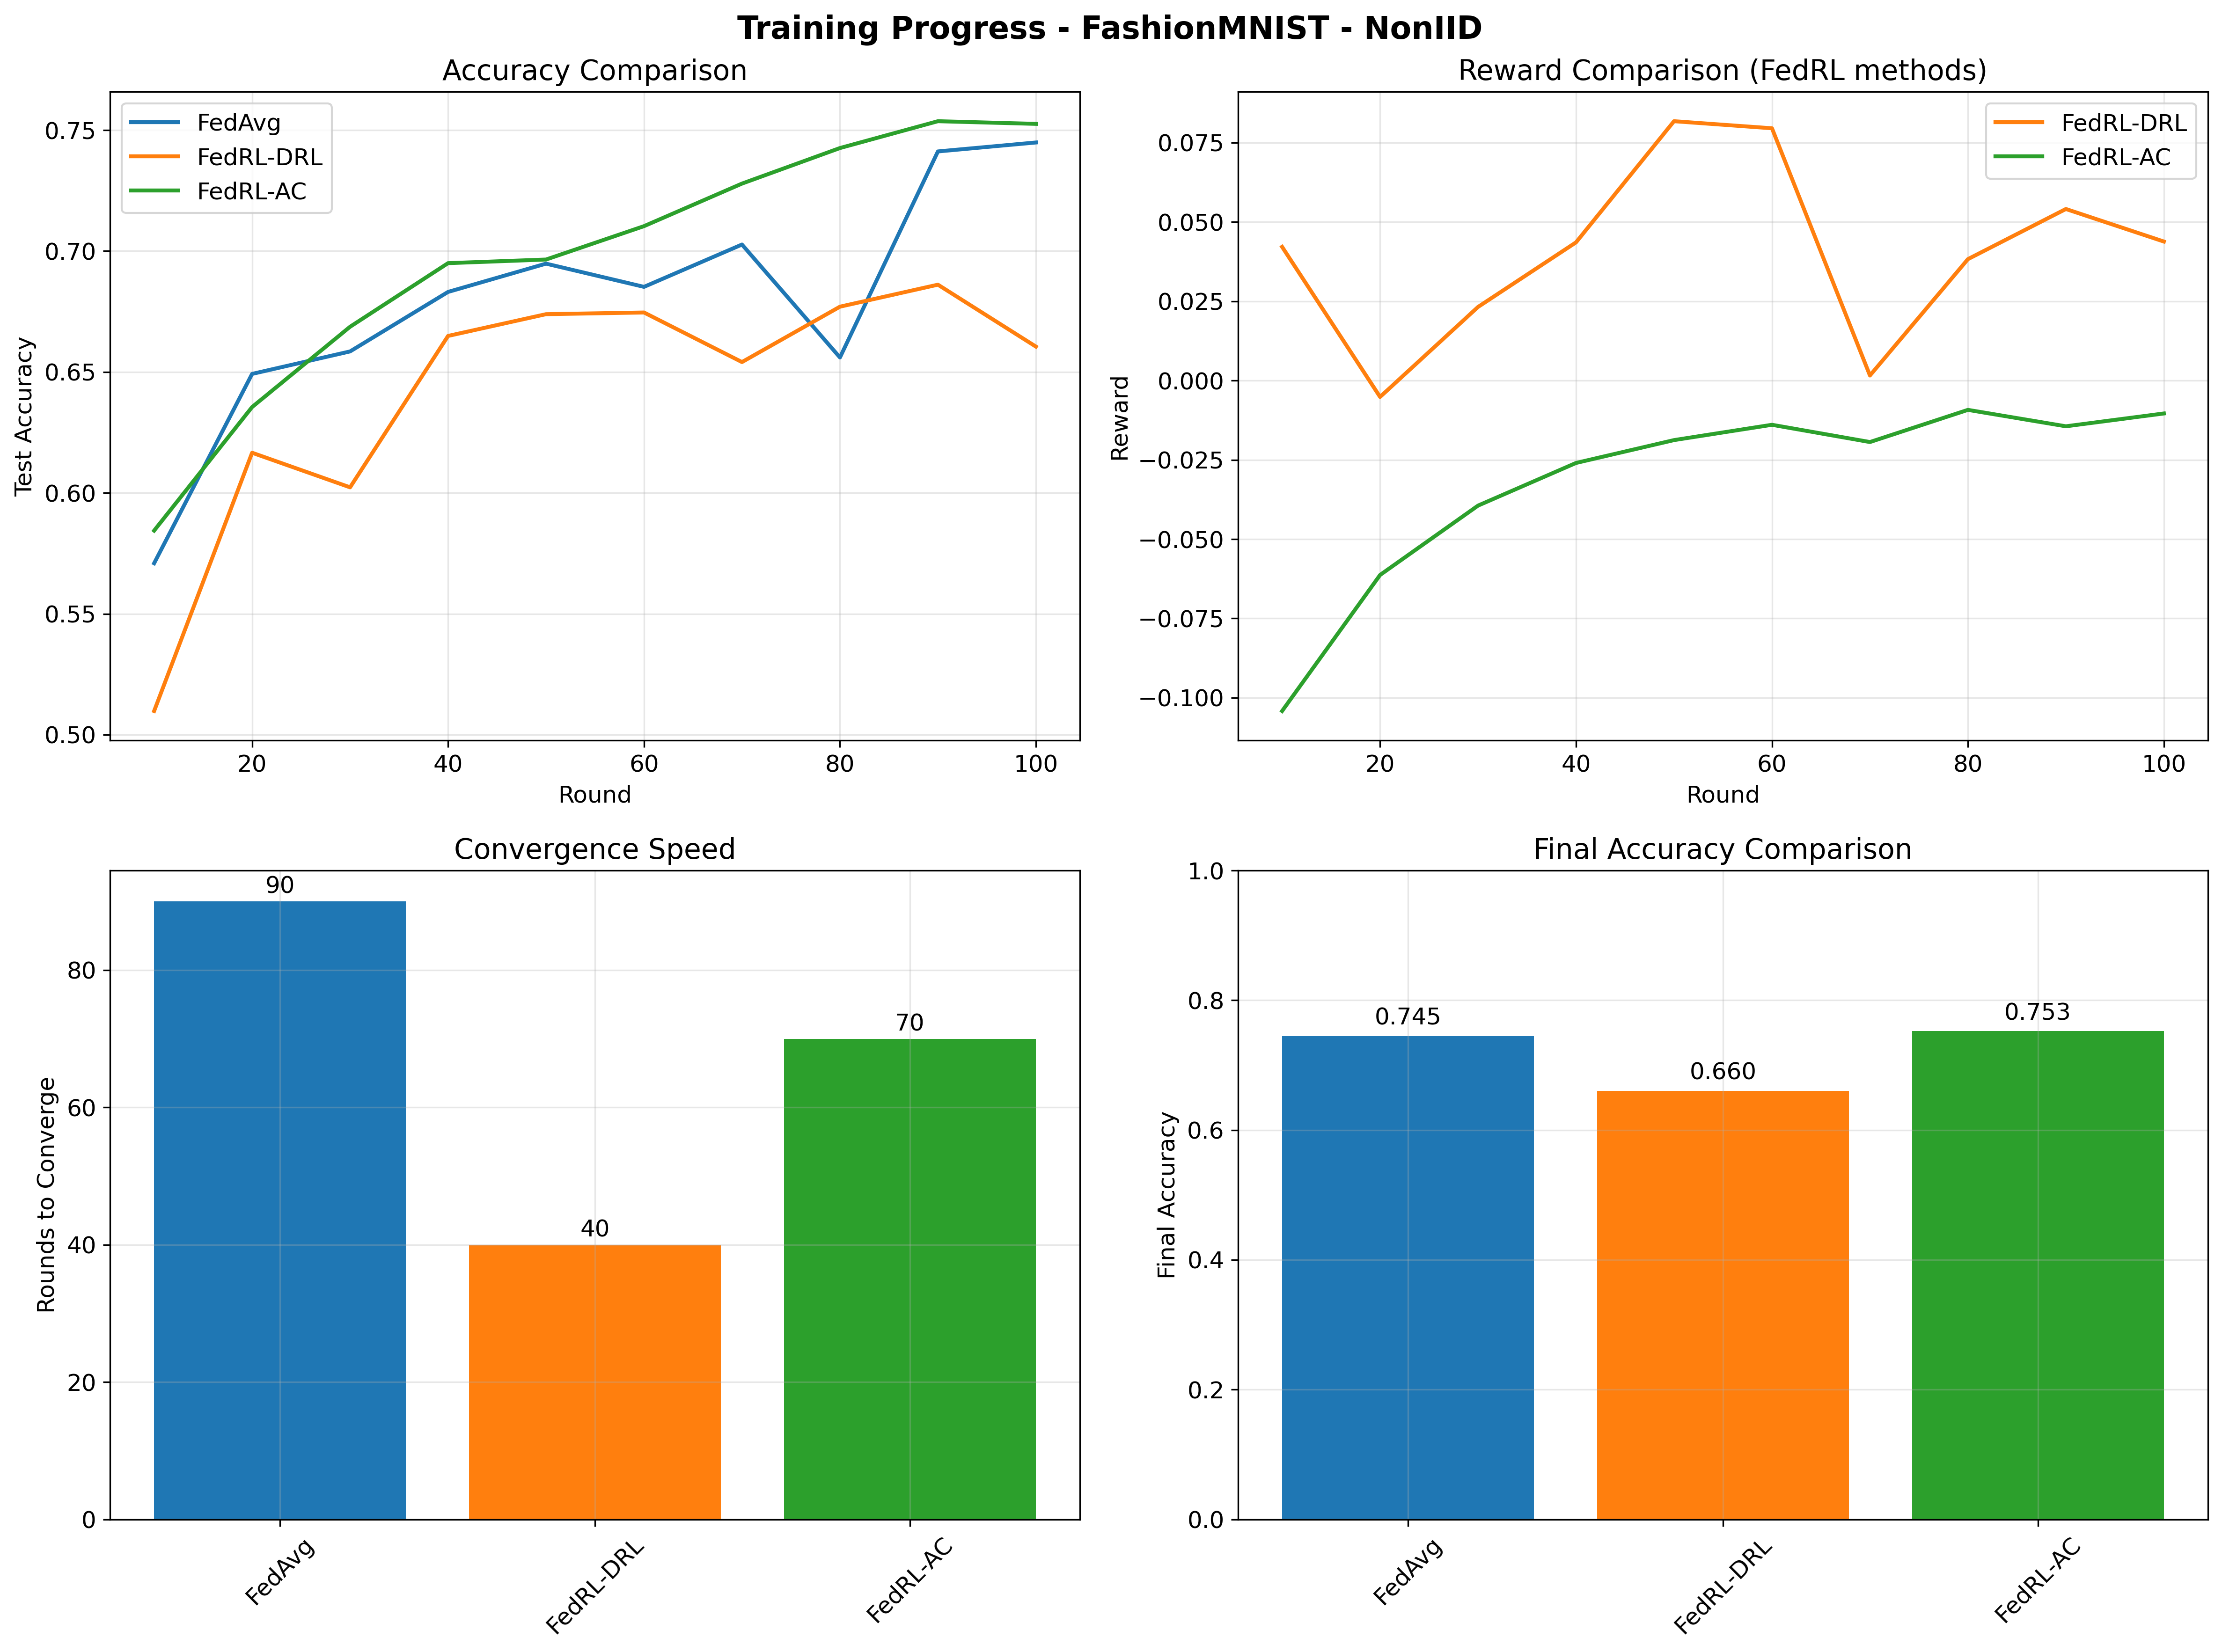 Training Progress - FashionMNIST - NonIID
Accuracy Comparison
FedAvg
FedRL-DRL
FedRL-AC
Test Accuracy
0.75
0.70
0.65
0.60
0.55
0.50
20 40 60 80 100
Round
Reward Comparison (FedRL methods)
FedRL-DRL
FedRL-AC
Reward
0.075
0.050
0.025
0.000
−0.025
−0.050
−0.075
−0.100
20 40 60 80 100
Round
Convergence Speed
Rounds to Converge
80
60
40
20
0
90
40
70
FedAvg
FedRL-DRL
FedRL-AC
Final Accuracy Comparison
Final Accuracy
1.0
0.8
0.6
0.4
0.2
0.0
0.745
0.660
0.753
FedAvg
FedRL-DRL
FedRL-AC